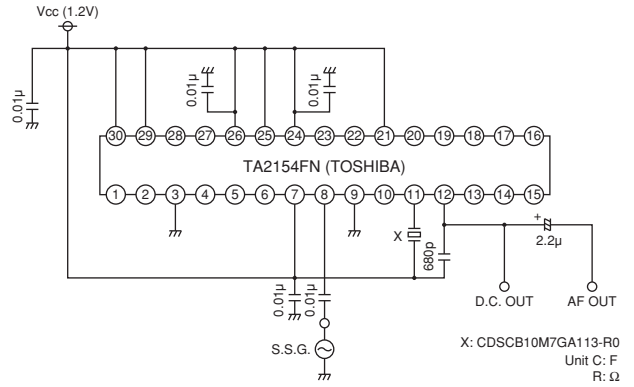 Vcc (1.2V)
0.01µ
0.01µ
0.01µ
30 29 28 27 26 25 24 23 22 21 20 19 18 17 16
TA2154FN (TOSHIBA)
1 2 3 4 5 6 7 8 9 10 11 12 13 14 15
X
680p
+
2.2µ
0.01µ
0.01µ
D.C. OUT
AF OUT
S.S.G.
X: CDSCB10M7GA113-R0
Unit C: F
R: Ω